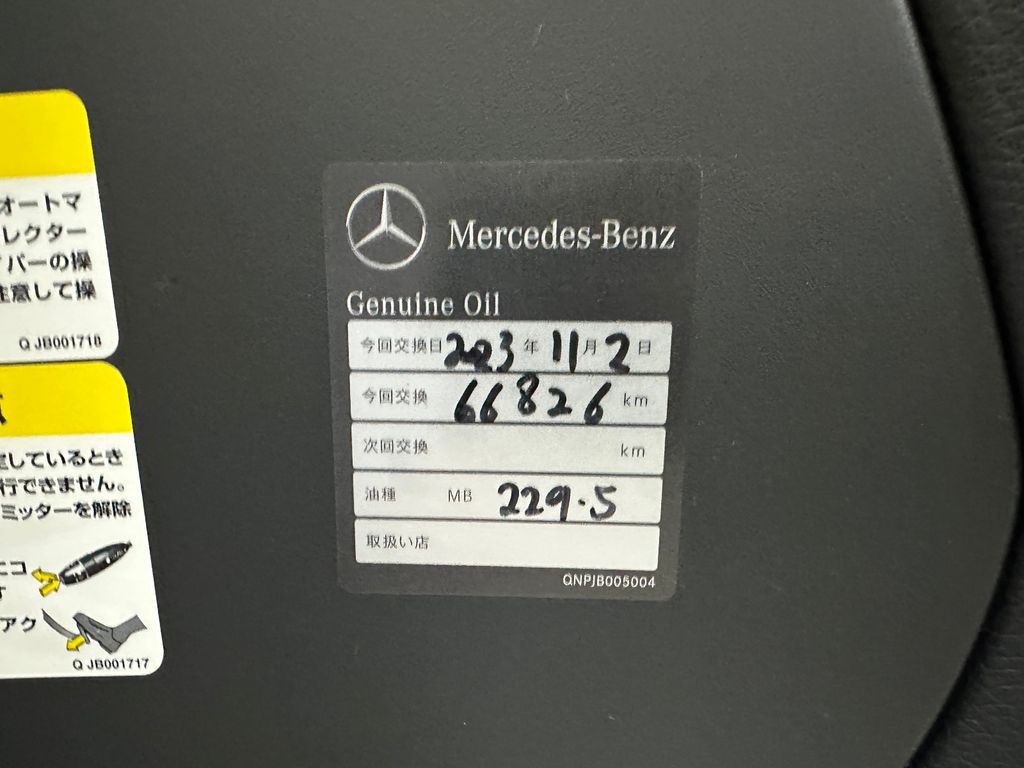 オートマ
レクター
バーの操
注意して操
Q JB001718
しているとき
行できません。
ミッターを解除
ニコ
アク
Q JB001717
Mercedes-Benz
Genuine Oil
今回交換日 2023 年 11 月 2 日
今回交換 66826 km
次回交換 km
油種 MB 229.5
取扱い店
QNPJB005004